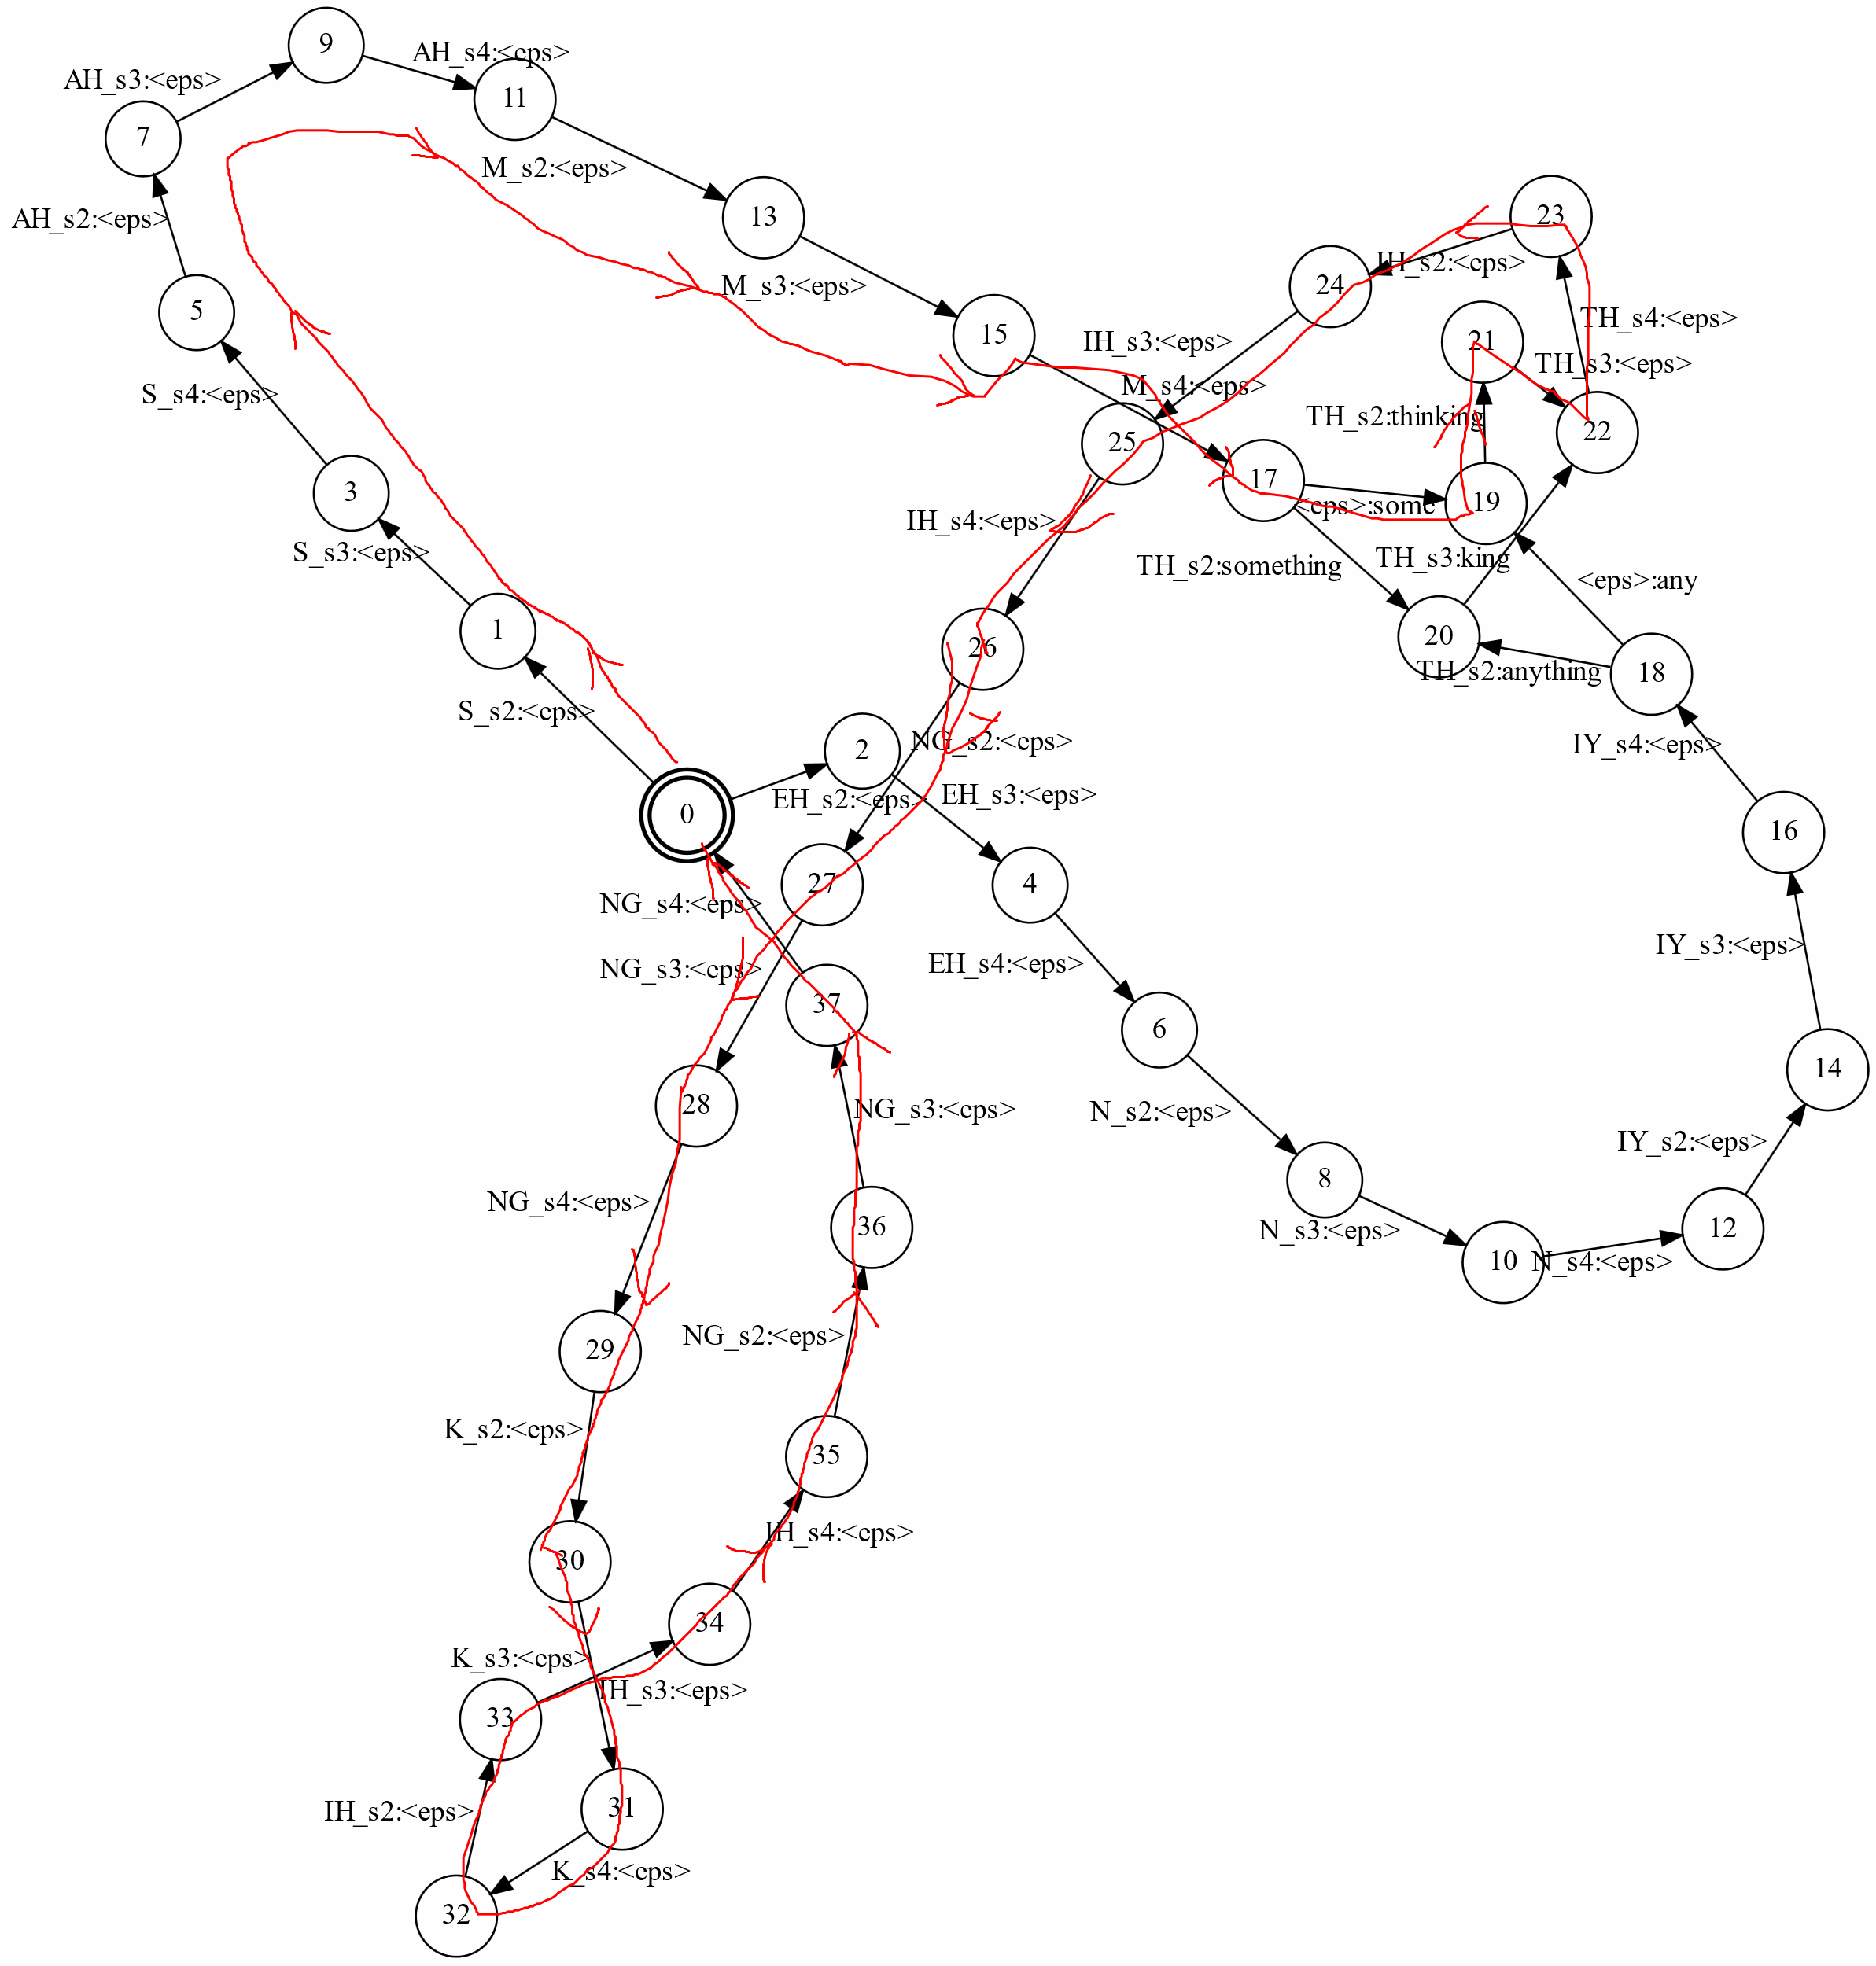 9
AH_s4:<eps>
AH_s3:<eps>
11
7
M_s2:<eps>
AH_s2:<eps>
13
23
IH_s2:<eps>
24
M_s3:<eps>
5
TH_s4:<eps>
15
IH_s3:<eps>
21
TH_s3:<eps>
M_s4:<eps>
S_s4:<eps>
TH_s2:thinking
22
25
17
3
19
<eps>:some
IH_s4:<eps>
S_s3:<eps>
TH_s3:king
TH_s2:something
<eps>:any
1
20
26
TH_s2:anything
18
S_s2:<eps>
NG_s2:<eps>
2
IY_s4:<eps>
EH_s2:<eps>
EH_s3:<eps>
0
16
27
4
NG_s4:<eps>
IY_s3:<eps>
EH_s4:<eps>
NG_s3:<eps>
37
6
14
28
NG_s3:<eps>
N_s2:<eps>
IY_s2:<eps>
8
NG_s4:<eps>
36
N_s3:<eps>
12
10
N_s4:<eps>
NG_s2:<eps>
29
K_s2:<eps>
35
IH_s4:<eps>
30
34
K_s3:<eps>
IH_s3:<eps>
33
31
IH_s2:<eps>
K_s4:<eps>
32